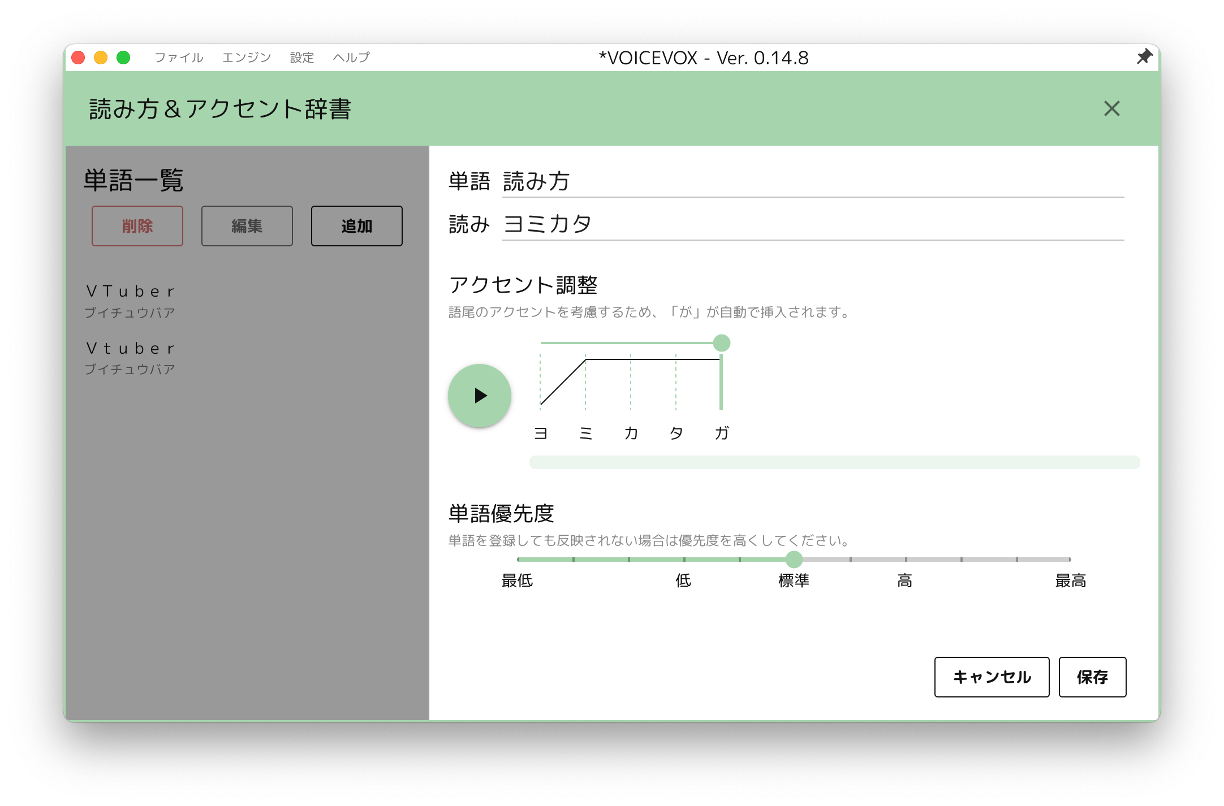 ファイル エンジン 設定 ヘルプ *VOICEVOX - Ver. 0.14.8
読み方＆アクセント辞書
単語一覧
削除 編集 追加
ＶＴｕｂｅｒ
ブイチュウバア
Ｖｔｕｂｅｒ
ブイチュウバア
単語 読み方
読み ヨミカタ
アクセント調整
語尾のアクセントを考慮するため、「が」が自動で挿入されます。
ヨ ミ カ タ ガ
単語優先度
単語を登録しても反映されない場合は優先度を高くしてください。
最低 低 標準 高 最高
キャンセル 保存